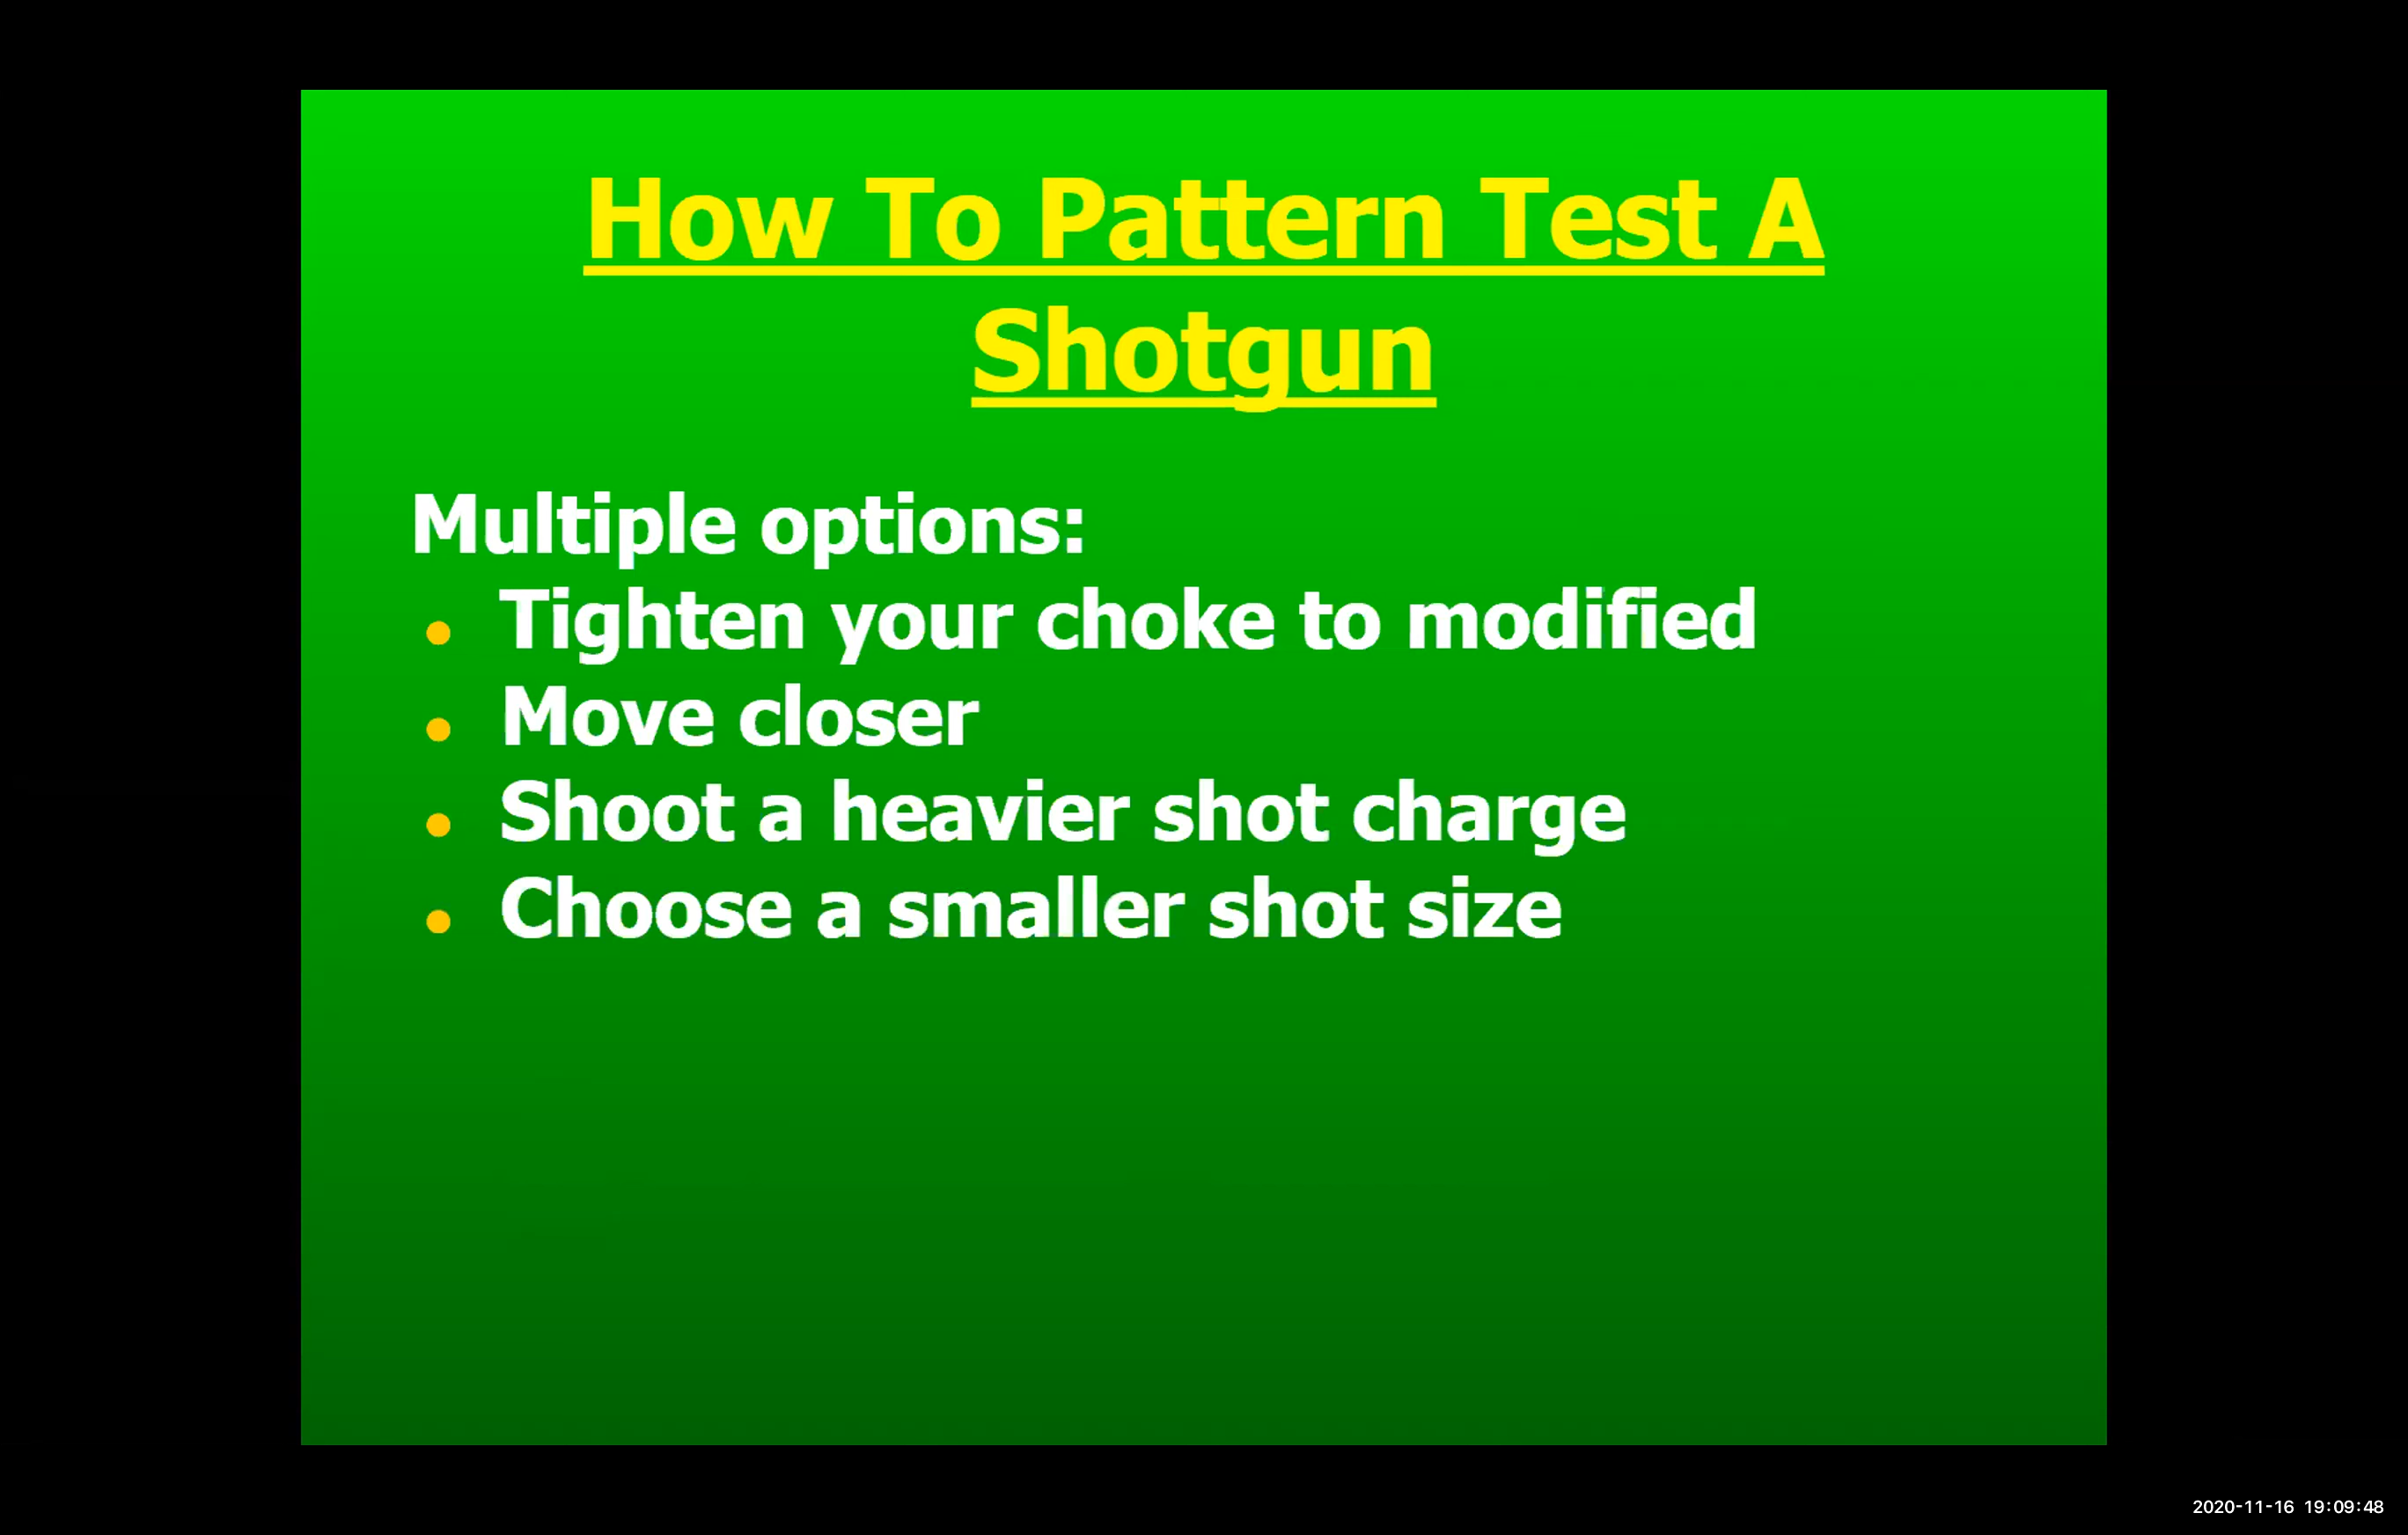 How To Pattern Test A
Shotgun
Multiple options:
Tighten your choke to modified
Move closer
Shoot a heavier shot charge
Choose a smaller shot size
2020-11-16 19:09:48